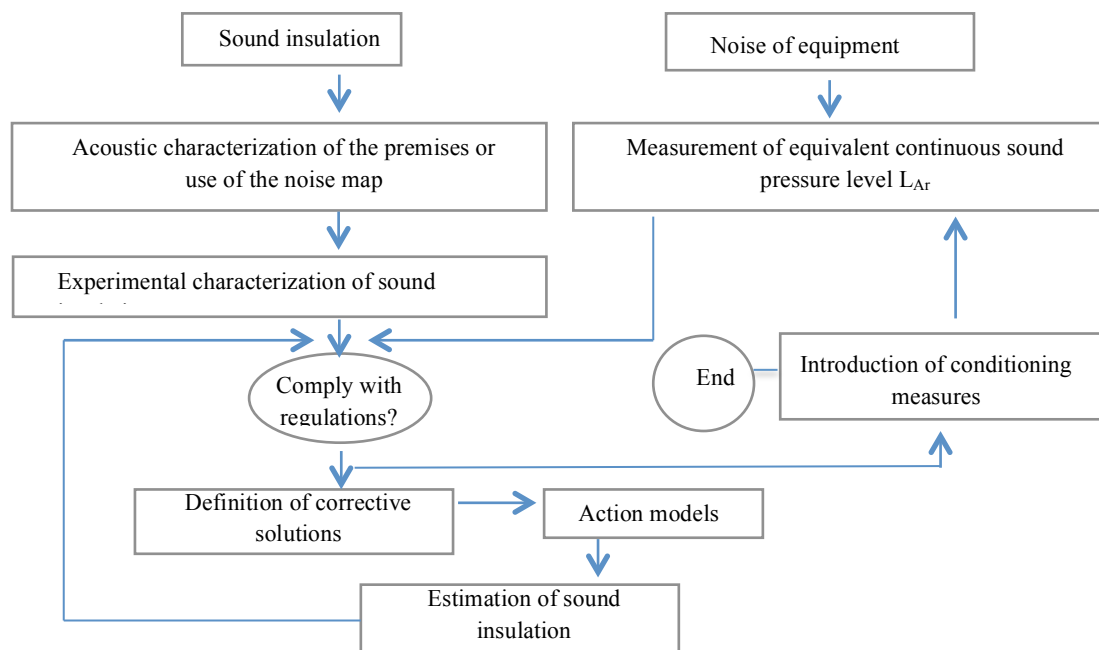 Sound insulation
Noise of equipment
Acoustic characterization of the premises or
use of the noise map
Measurement of equivalent continuous sound
pressure level LAr
Experimental characterization of sound
Comply with
regulations?
End
Introduction of conditioning
measures
Definition of corrective
solutions
Action models
Estimation of sound
insulation